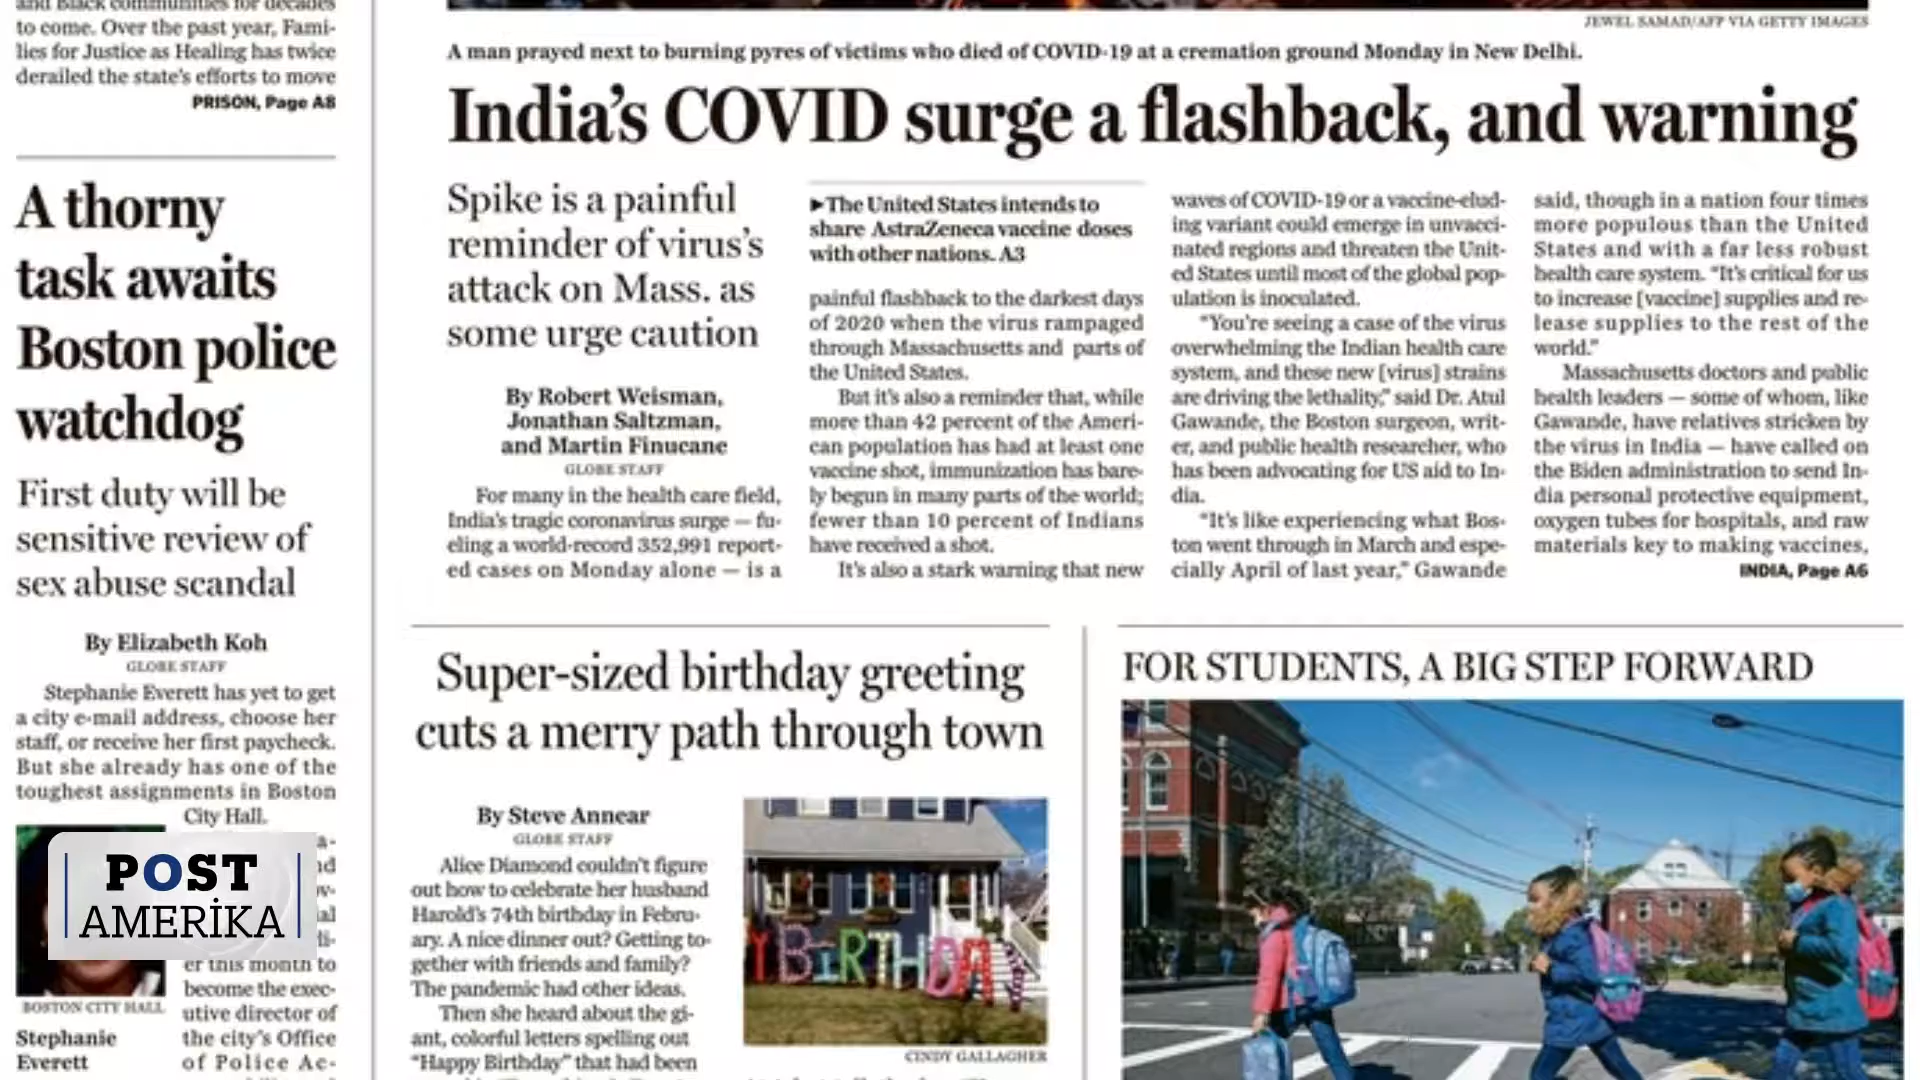 and Black communities for decades
to come. Over the past year, Fami-
lies for Justice as Healing has twice
derailed the state's efforts to move
PRISON, Page A8
A thorny
task awaits
Boston police
watchdog
First duty will be
sensitive review of
sex abuse scandal
By Elizabeth Koh
GLOBE STAFF
Stephanie Everett has yet to get
a city e-mail address, choose her
staff, or receive her first paycheck.
But she already has one of the
toughest assignments in Boston
City Hall.
er this month to
become the exec-
utive director of
the city's Office
of Police Ac-
BOSTON CITY HALL
Stephanie
Everett
POST
AMERİKA
JEWEL SAMAD/AFP VIA GETTY IMAGES
A man prayed next to burning pyres of victims who died of COVID-19 at a cremation ground Monday in New Delhi.
India's COVID surge a flashback, and warning
Spike is a painful
reminder of virus's
attack on Mass. as
some urge caution
By Robert Weisman,
Jonathan Saltzman,
and Martin Finucane
GLOBE STAFF
For many in the health care field,
India's tragic coronavirus surge — fu-
eling a world-record 352,991 report-
ed cases on Monday alone — is a
►The United States intends to
share AstraZeneca vaccine doses
with other nations. A3
painful flashback to the darkest days
of 2020 when the virus rampaged
through Massachusetts and parts of
the United States.
But it's also a reminder that, while
more than 42 percent of the Ameri-
can population has had at least one
vaccine shot, immunization has bare-
ly begun in many parts of the world;
fewer than 10 percent of Indians
have received a shot.
It's also a stark warning that new
waves of COVID-19 or a vaccine-elud-
ing variant could emerge in unvacci-
nated regions and threaten the Unit-
ed States until most of the global pop-
ulation is inoculated.
"You're seeing a case of the virus
overwhelming the Indian health care
system, and these new [virus] strains
are driving the lethality," said Dr. Atul
Gawande, the Boston surgeon, writ-
er, and public health researcher, who
has been advocating for US aid to In-
dia.
"It's like experiencing what Bos-
ton went through in March and espe-
cially April of last year," Gawande
said, though in a nation four times
more populous than the United
States and with a far less robust
health care system. "It's critical for us
to increase [vaccine] supplies and re-
lease supplies to the rest of the
world."
Massachusetts doctors and public
health leaders — some of whom, like
Gawande, have relatives stricken by
the virus in India — have called on
the Biden administration to send In-
dia personal protective equipment,
oxygen tubes for hospitals, and raw
materials key to making vaccines,
INDIA, Page A6
Super-sized birthday greeting
cuts a merry path through town
By Steve Annear
GLOBE STAFF
Alice Diamond couldn't figure
out how to celebrate her husband
Harold's 74th birthday in Febru-
ary. A nice dinner out? Getting to-
gether with friends and family?
The pandemic had other ideas.
Then she heard about the gi-
ant, colorful letters spelling out
"Happy Birthday" that had been
Y BiRTHDAY
CINDY GALLAGHER
FOR STUDENTS, A BIG STEP FORWARD